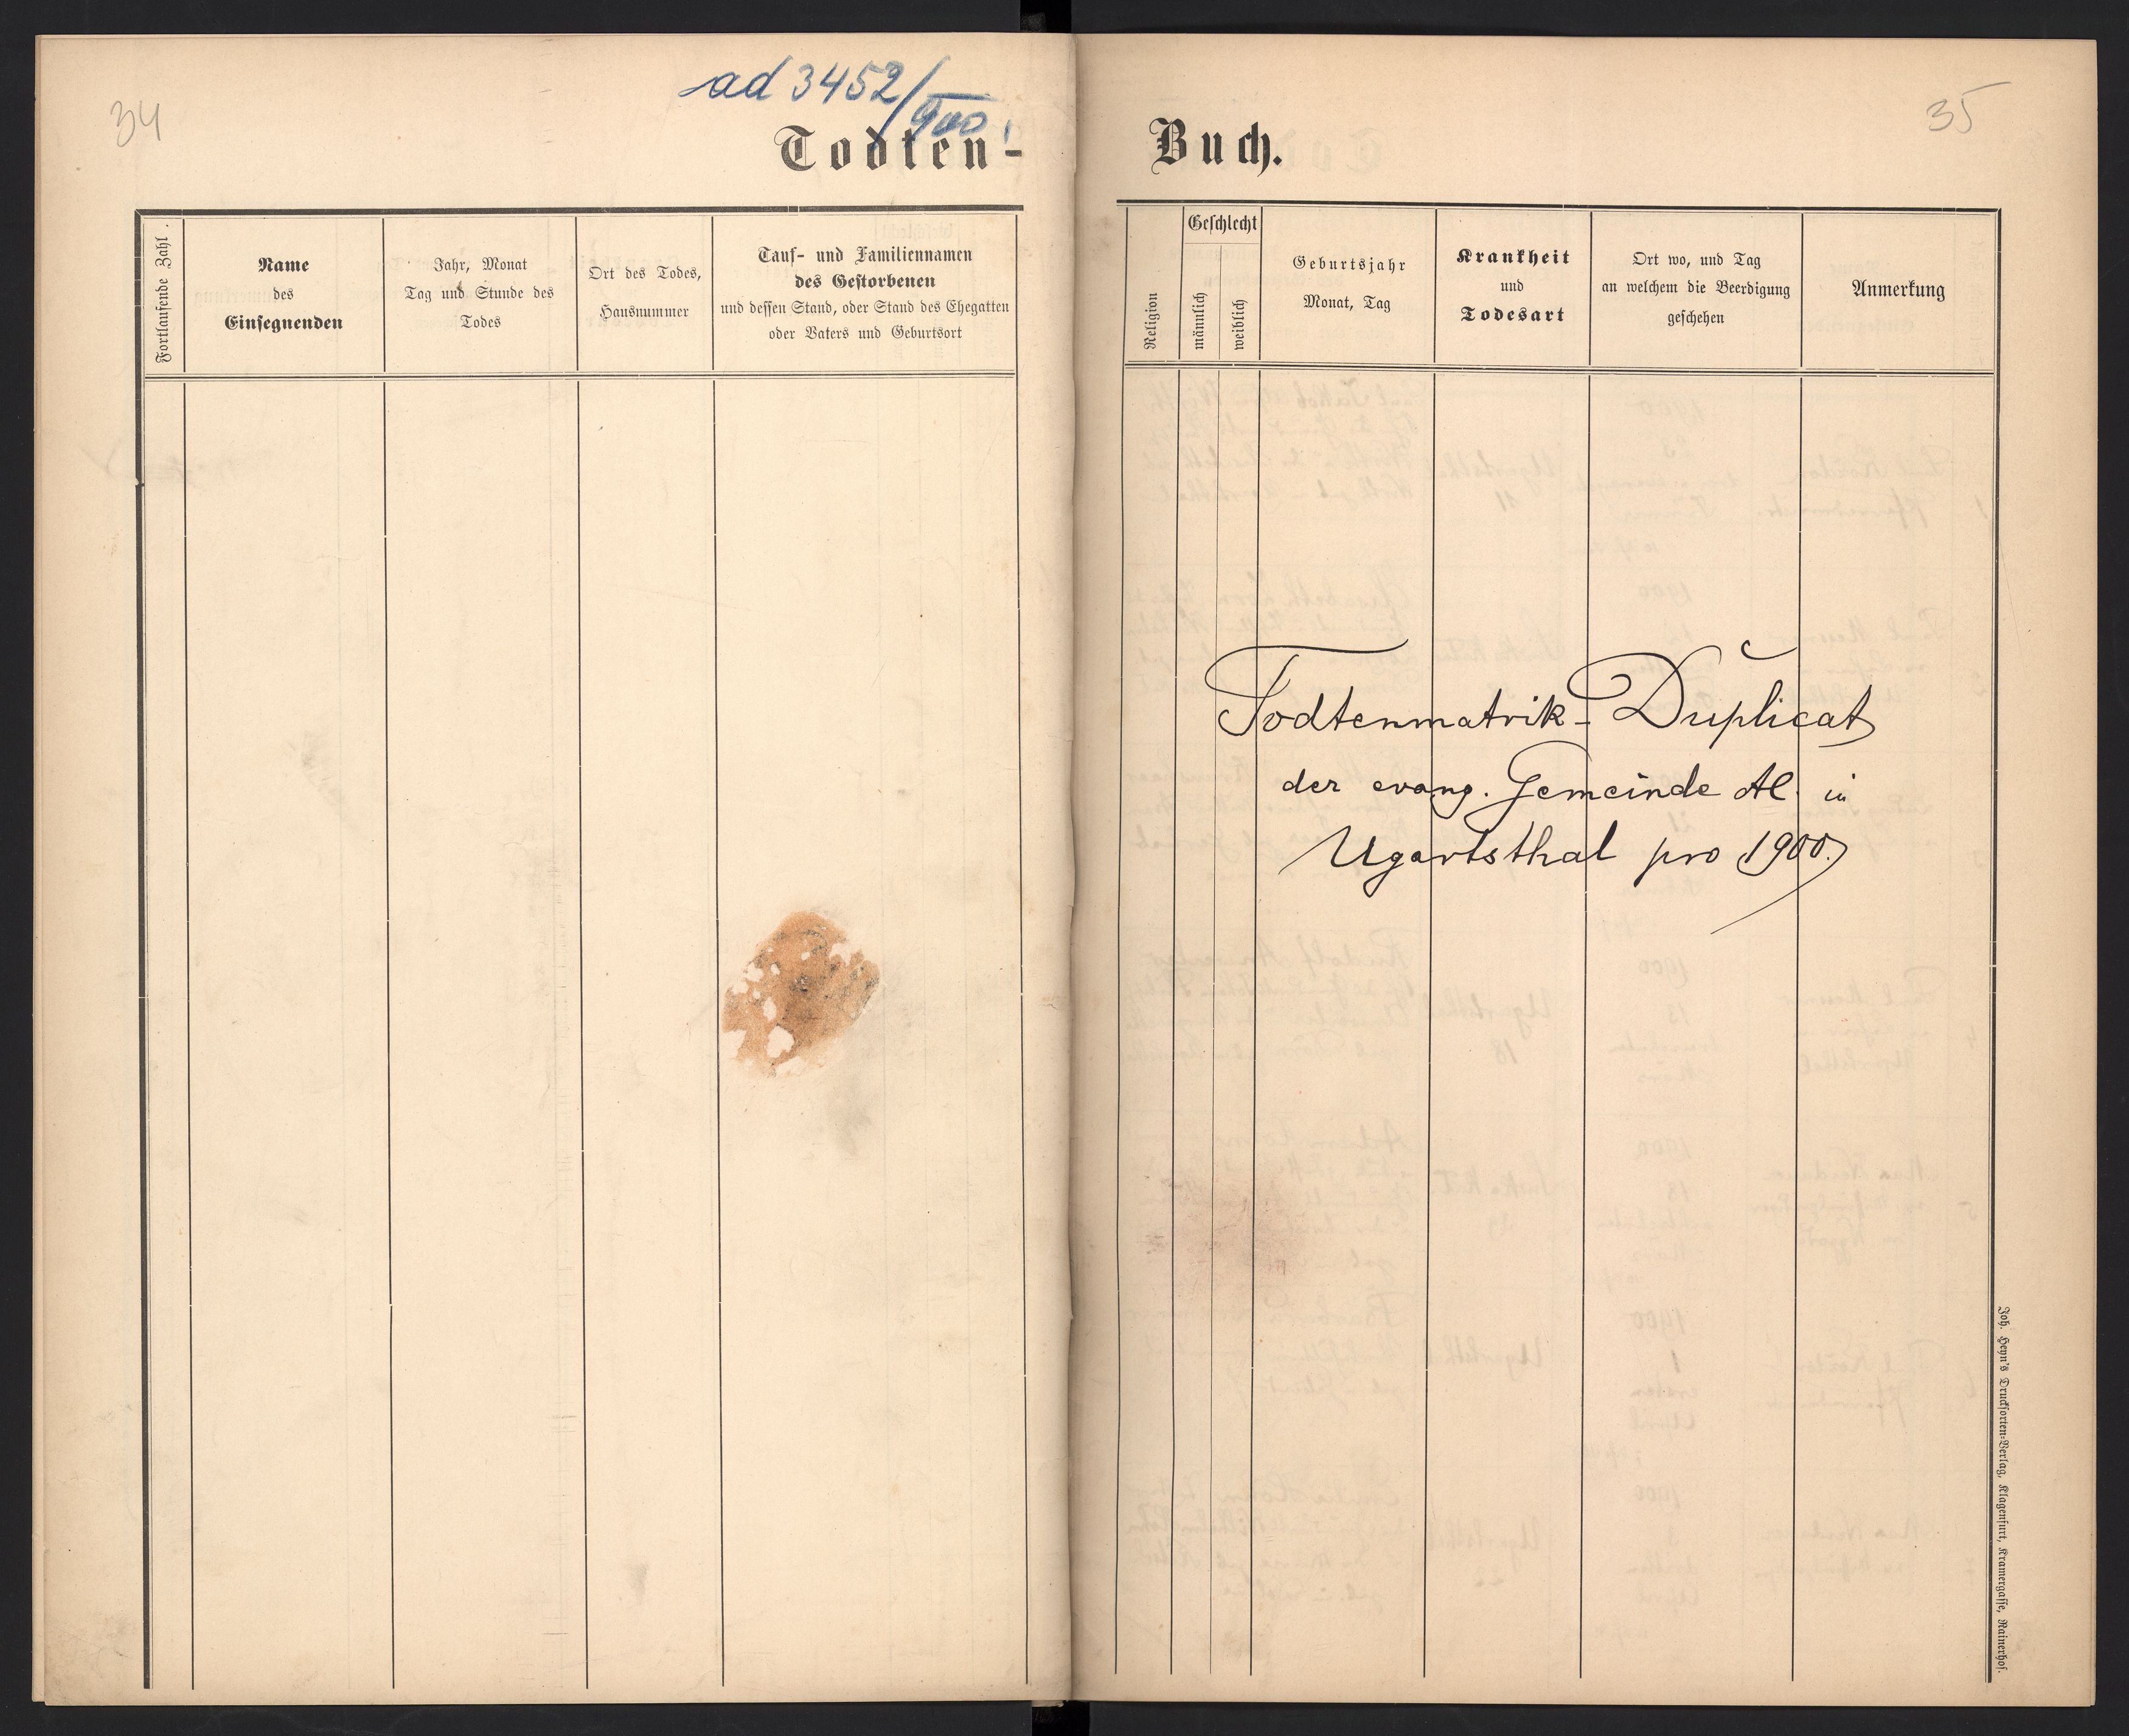 34
ad 3452/900
Todten-
Fortlaufende Zahl.
Name
des
Einsegnenden
Jahr, Monat
Tag und Stunde des
Todes
Ort des Todes,
Hausnummer
Tauf- und Familiennamen
des Gestorbenen
und dessen Stand, oder Stand des Ehegatten
oder Vaters und Geburtsort
35
Buch.
Religion
Geschlecht
männlich
weiblich
Geburtsjahr
Monat, Tag
Krankheit
und
Todesart
Ort wo, und Tag
an welchem die Beerdigung
geschehen
Anmerkung
Todtenmatrik-Duplicat
der evang. Gemeinde AC. in
Ugartsthal pro 1900.
Joh. Heyn's Drucksorten-Verlag, Klagenfurt, Kramergasse, Rainerhof.